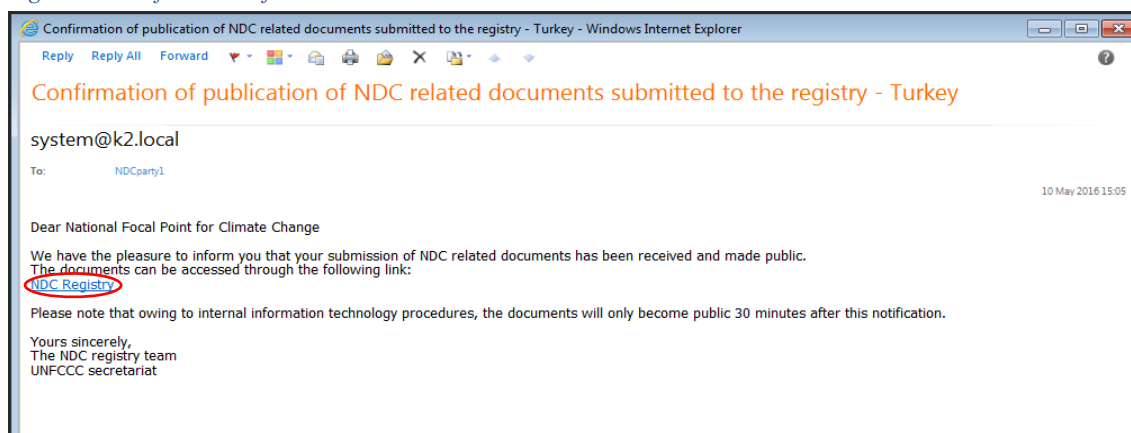 Confirmation of publication of NDC related documents submitted to the registry - Turkey - Windows Internet Explorer
Reply Reply All Forward
Confirmation of publication of NDC related documents submitted to the registry - Turkey
system@k2.local
To: NDCparty1
10 May 2016 15:05
Dear National Focal Point for Climate Change
We have the pleasure to inform you that your submission of NDC related documents has been received and made public.
The documents can be accessed through the following link:
NDC Registry
Please note that owing to internal information technology procedures, the documents will only become public 30 minutes after this notification.
Yours sincerely,
The NDC registry team
UNFCCC secretariat